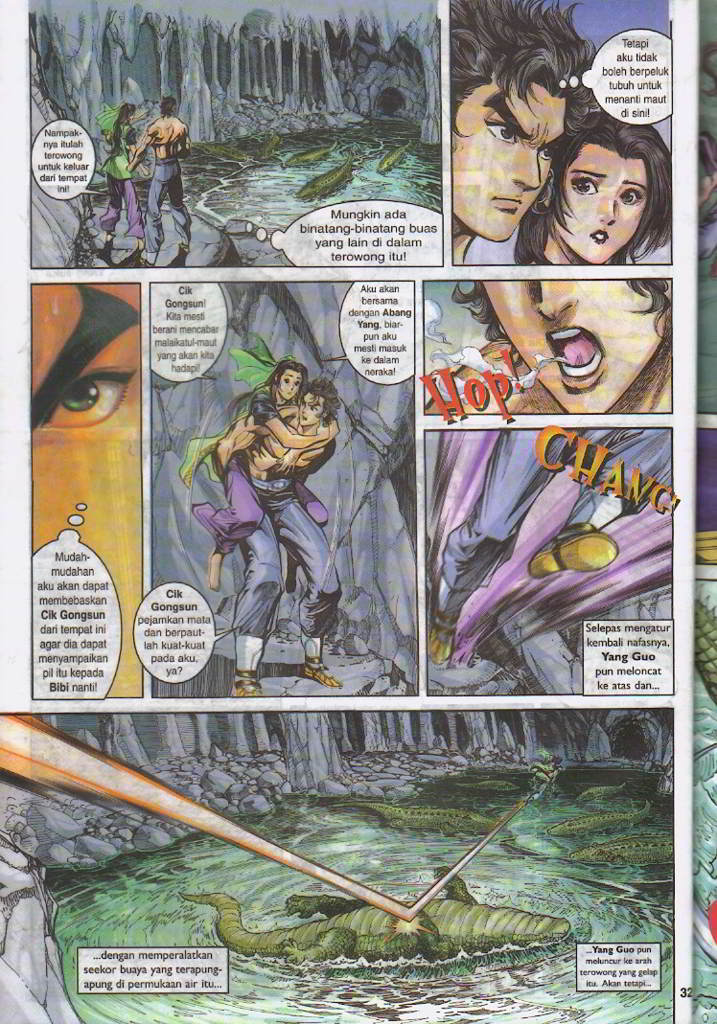 Nampak-
nya itulah
terowong
untuk keluar
dari tempat
ini!
Mungkin ada
binatang-binatang buas
yang lain di dalam
terowong itu!
Tetapi
aku tidak
boleh berpeluk
tubuh untuk
menanti maut
di sini!
Mudah-
mudahan
aku akan dapat
membebaskan
Cik Gongsun
dari tempat ini
agar dia dapat
menyampaikan
pil itu kepada
Bibi nanti!
Cik
Gongsun!
Kita mesti
berani mencabar
malaikatul-maut
yang akan kita
hadapi!
Aku akan
bersama
dengan Abang
Yang, biar-
pun aku
mesti masuk
ke dalam
neraka!
Cik
Gongsun
pejamkan mata
dan berpaut-
lah kuat-kuat
pada aku,
ya?
HOP!
CHANG!
Selepas mengatur
kembali nafasnya,
Yang Guo
pun meloncat
ke atas dan...
...dengan memperalatkan
seekor buaya yang terapung-
apung di permukaan air itu...
...Yang Guo pun
meluncur ke arah
terowong yang gelap
itu. Akan tetapi...
32